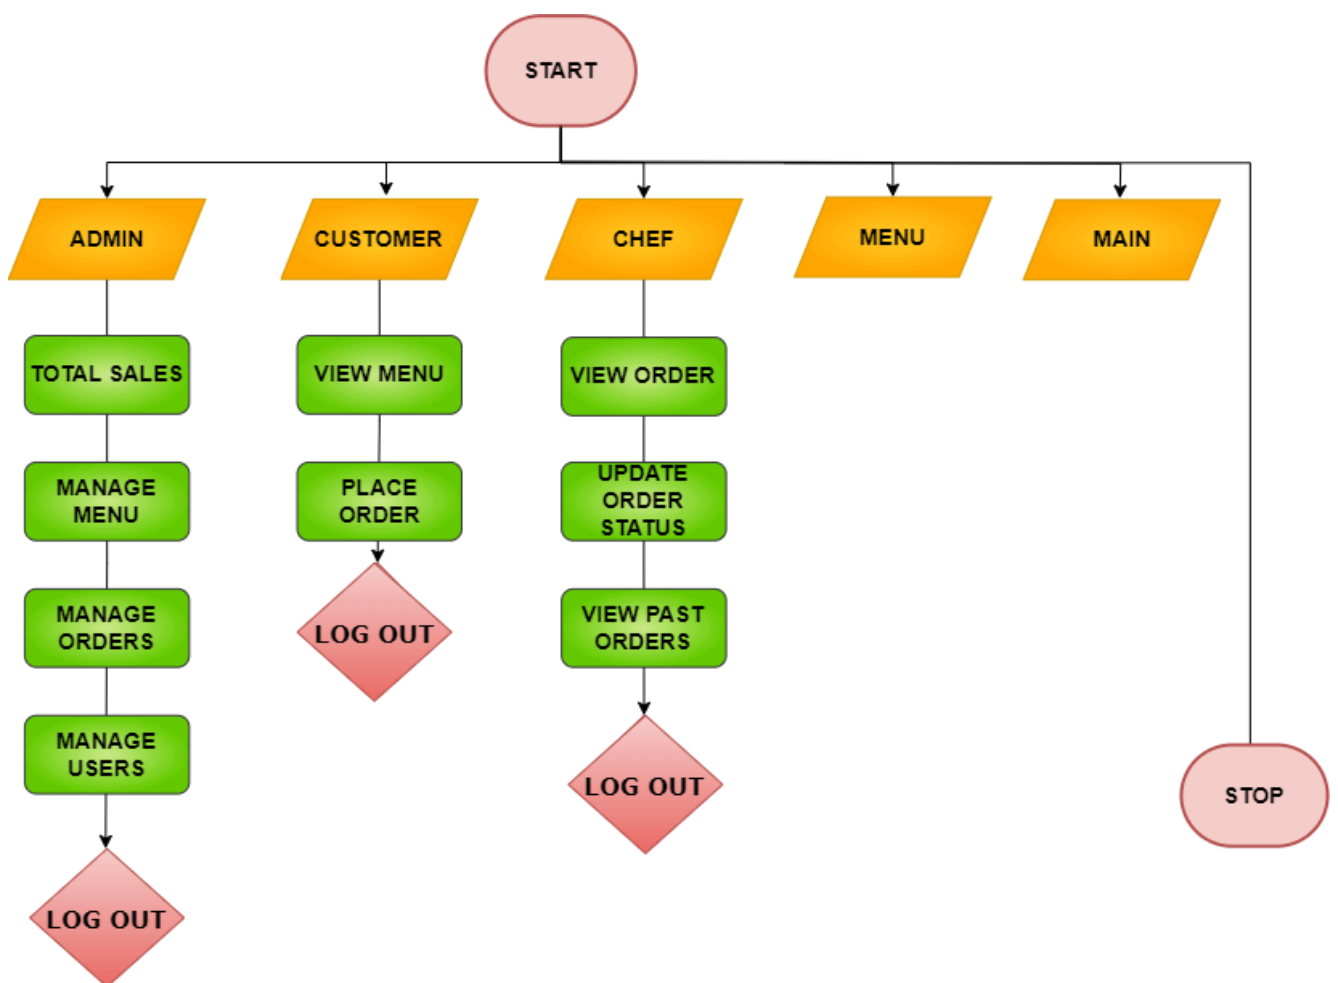 START
ADMIN
CUSTOMER
CHEF
MENU
MAIN
TOTAL SALES
VIEW MENU
VIEW ORDER
MANAGE
MENU
PLACE
ORDER
UPDATE
ORDER
STATUS
MANAGE
ORDERS
LOG OUT
VIEW PAST
ORDERS
MANAGE
USERS
LOG OUT
STOP
LOG OUT